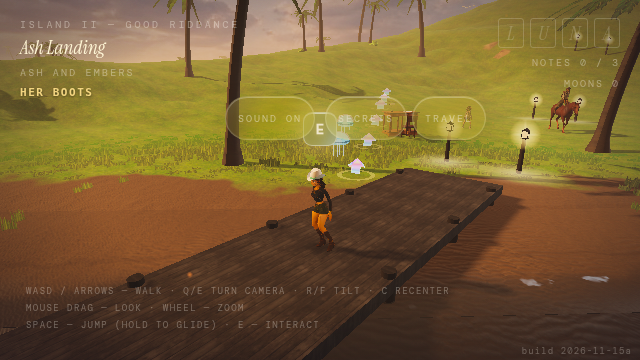 ISLAND II — GOOD RIDDANCE
Ash Landing
ASH AND EMBERS
HER BOOTS
L U N A
NOTES 0 / 3
MOONS 0
SOUND ON
SECRETS
TRAVEL
E
WASD / ARROWS — WALK · Q/E TURN CAMERA · R/F TILT · C RECENTER
MOUSE DRAG — LOOK · WHEEL — ZOOM
SPACE — JUMP (HOLD TO GLIDE) · E — INTERACT
build 2026-11-15a